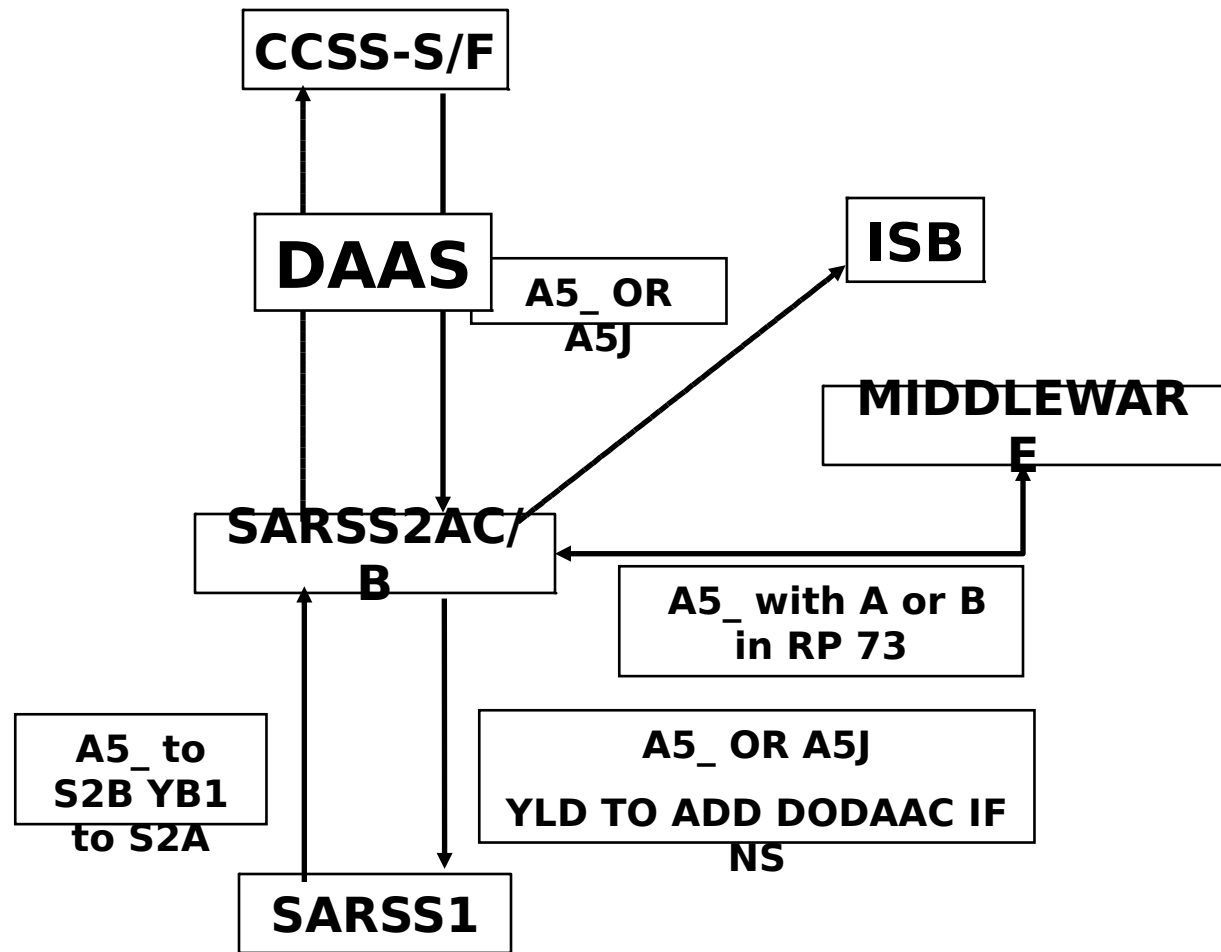 CCSS-S/F
DAAS
ISB
A5_ OR
A5J
MIDDLEWAR
E
SARSS2AC/
B
A5_ with A or B
in RP 73
A5_ to
S2B YB1
to S2A
A5_ OR A5J
YLD TO ADD DODAAC IF
NS
SARSS1